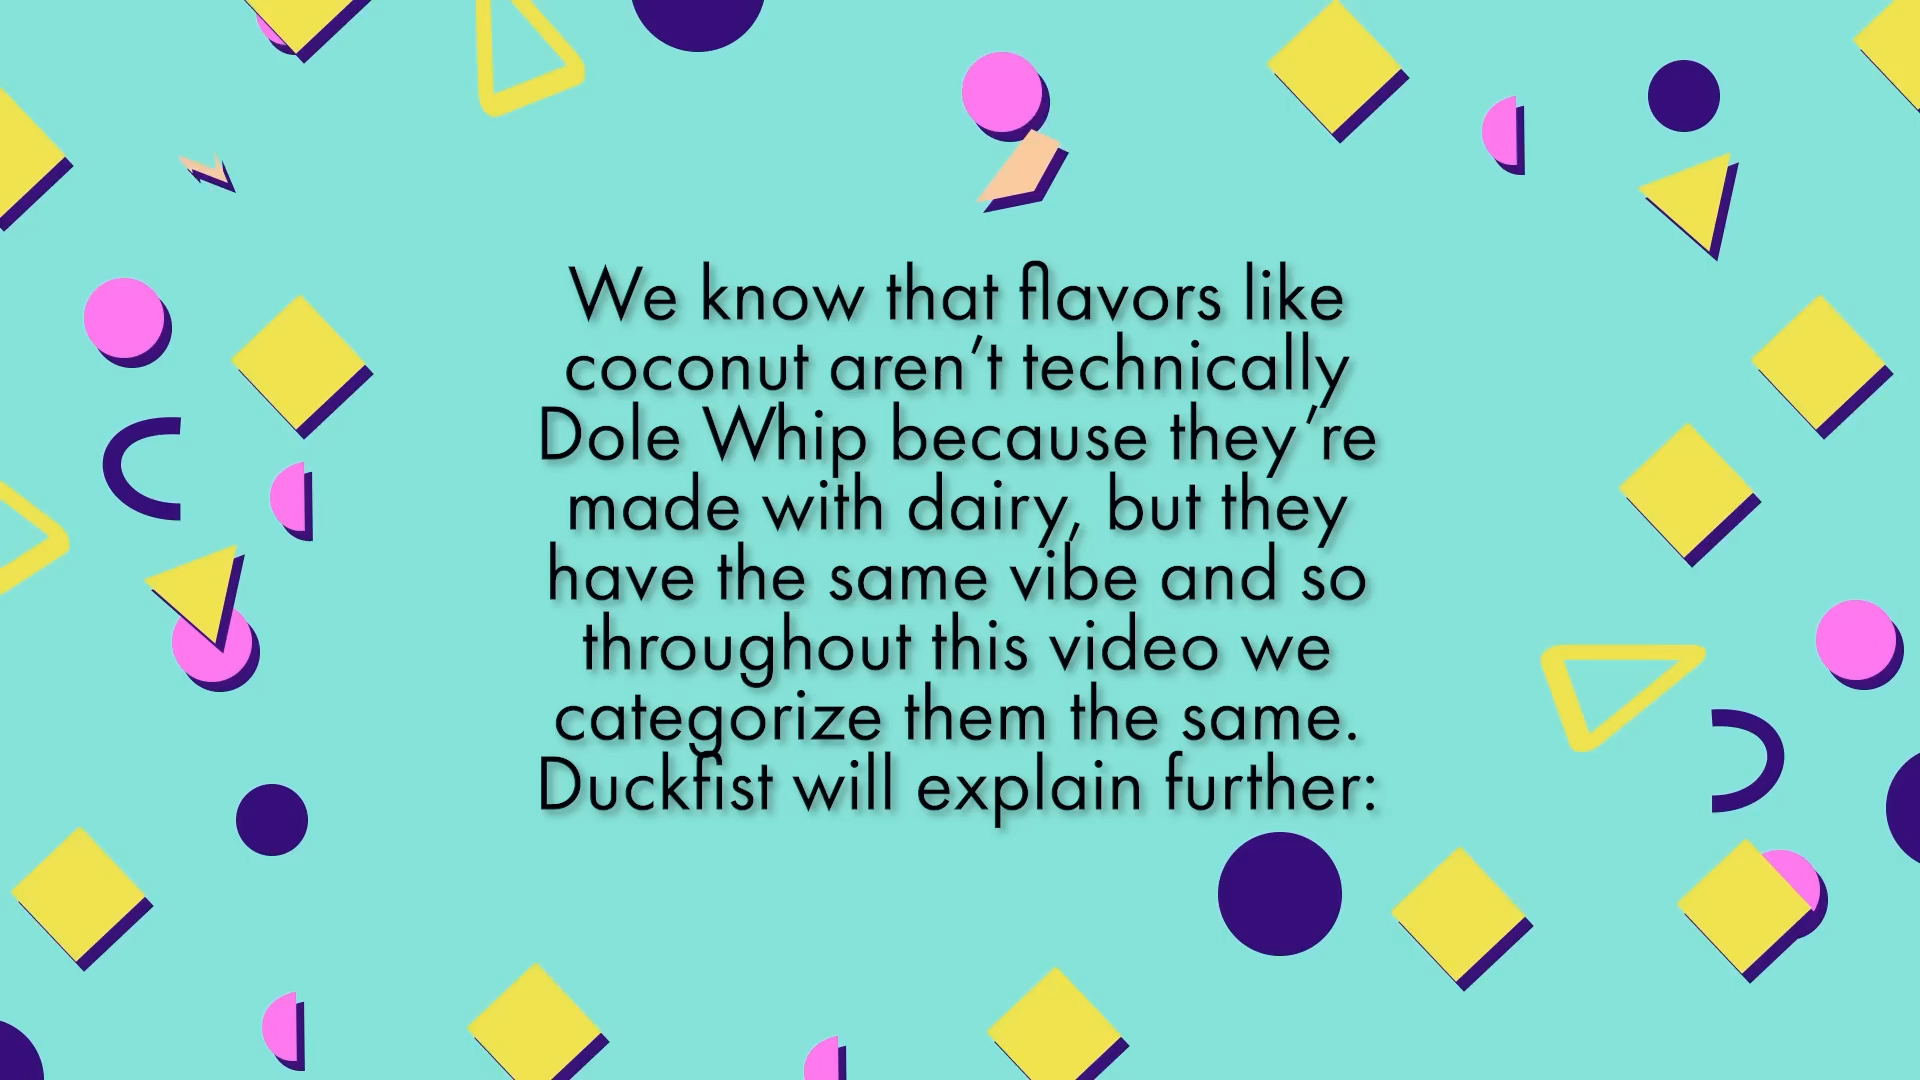 We know that flavors like
coconut aren’t technically
Dole Whip because they’re
made with dairy, but they
have the same vibe and so
throughout this video we
categorize them the same.
Duckfist will explain further: